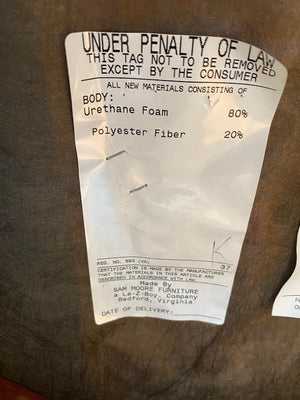 UNDER PENALTY OF LAW
THIS TAG NOT TO BE REMOVED
EXCEPT BY THE CONSUMER
ALL NEW MATERIALS CONSISTING OF
BODY:
Urethane Foam 80%
Polyester Fiber 20%
K
REG. NO. 603 (VA) 37
CERTIFICATION IS MADE BY THE MANUFACTURER
THAT THE MATERIALS IN THIS ARTICLE ARE
DESCRIBED IN ACCORDANCE WITH LAW
Made By
SAM MOORE FURNITURE
a La-Z-Boy, Company
Bedford, Virginia
DATE OF DELIVERY: